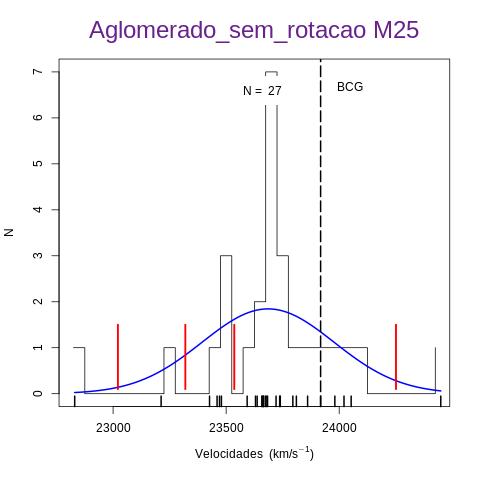 Aglomerado_sem_rotacao M25
N = 27
BCG
7
6
5
4
3
2
1
0
N
23000 23500 24000
Velocidades (km/s⁻¹)